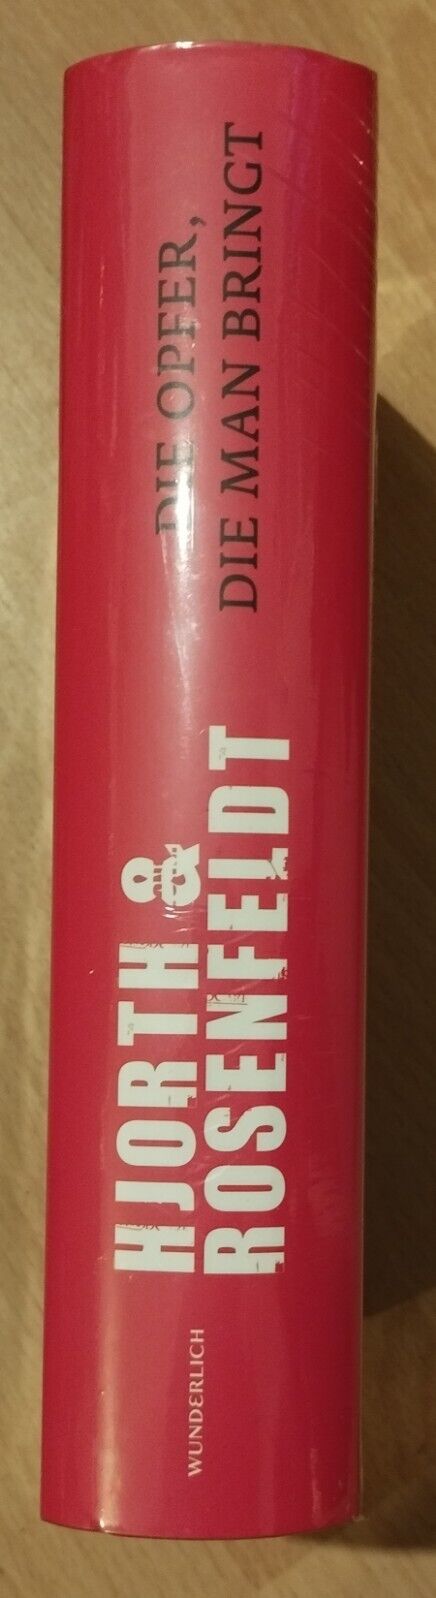 WUNDERLICH
HJORTH &
ROSENFELDT
DIE OPFER,
DIE MAN BRINGT